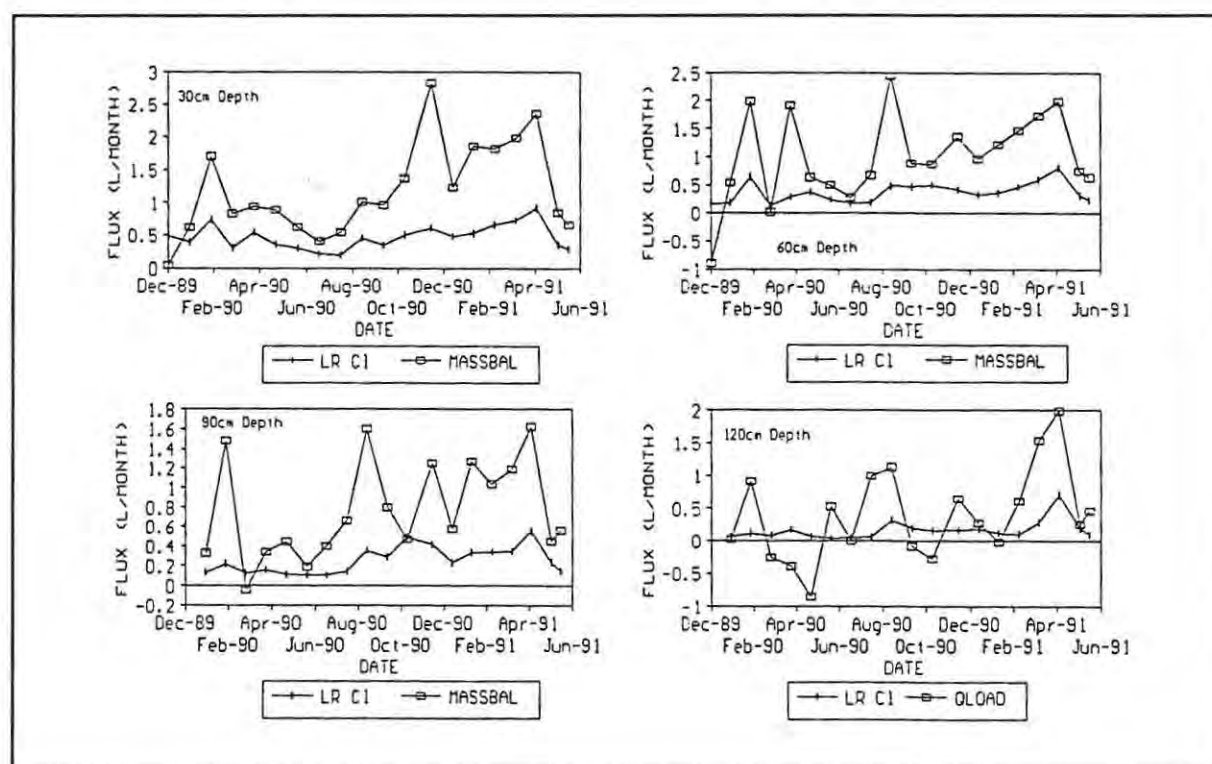 3
2.5
2
1.5
1
0.5
0
FLUX (L/MONTH)
30cm Depth
Dec-89 Apr-90 Aug-90 Dec-90 Apr-91
Feb-90 Jun-90 Oct-90 Feb-91 Jun-91
DATE
LR Cl MASSBAL
2.5
2
1.5
1
0.5
0
-0.5
-1
FLUX (L/MONTH)
60cm Depth
Dec-89 Apr-90 Aug-90 Dec-90 Apr-91
Feb-90 Jun-90 Oct-90 Feb-91 Jun-91
DATE
LR Cl MASSBAL
1.8
1.6
1.4
1.2
1
0.8
0.6
0.4
0.2
0
-0.2
FLUX (L/MONTH)
90cm Depth
Dec-89 Apr-90 Aug-90 Dec-90 Apr-91
Feb-90 Jun-90 Oct-90 Feb-91 Jun-91
DATE
LR Cl MASSBAL
2
1.5
1
0.5
0
-0.5
-1
FLUX (L/MONTH)
120cm Depth
Dec-89 Apr-90 Aug-90 Dec-90 Apr-91
Feb-90 Jun-90 Oct-90 Feb-91 Jun-91
DATE
LR Cl QLOAD